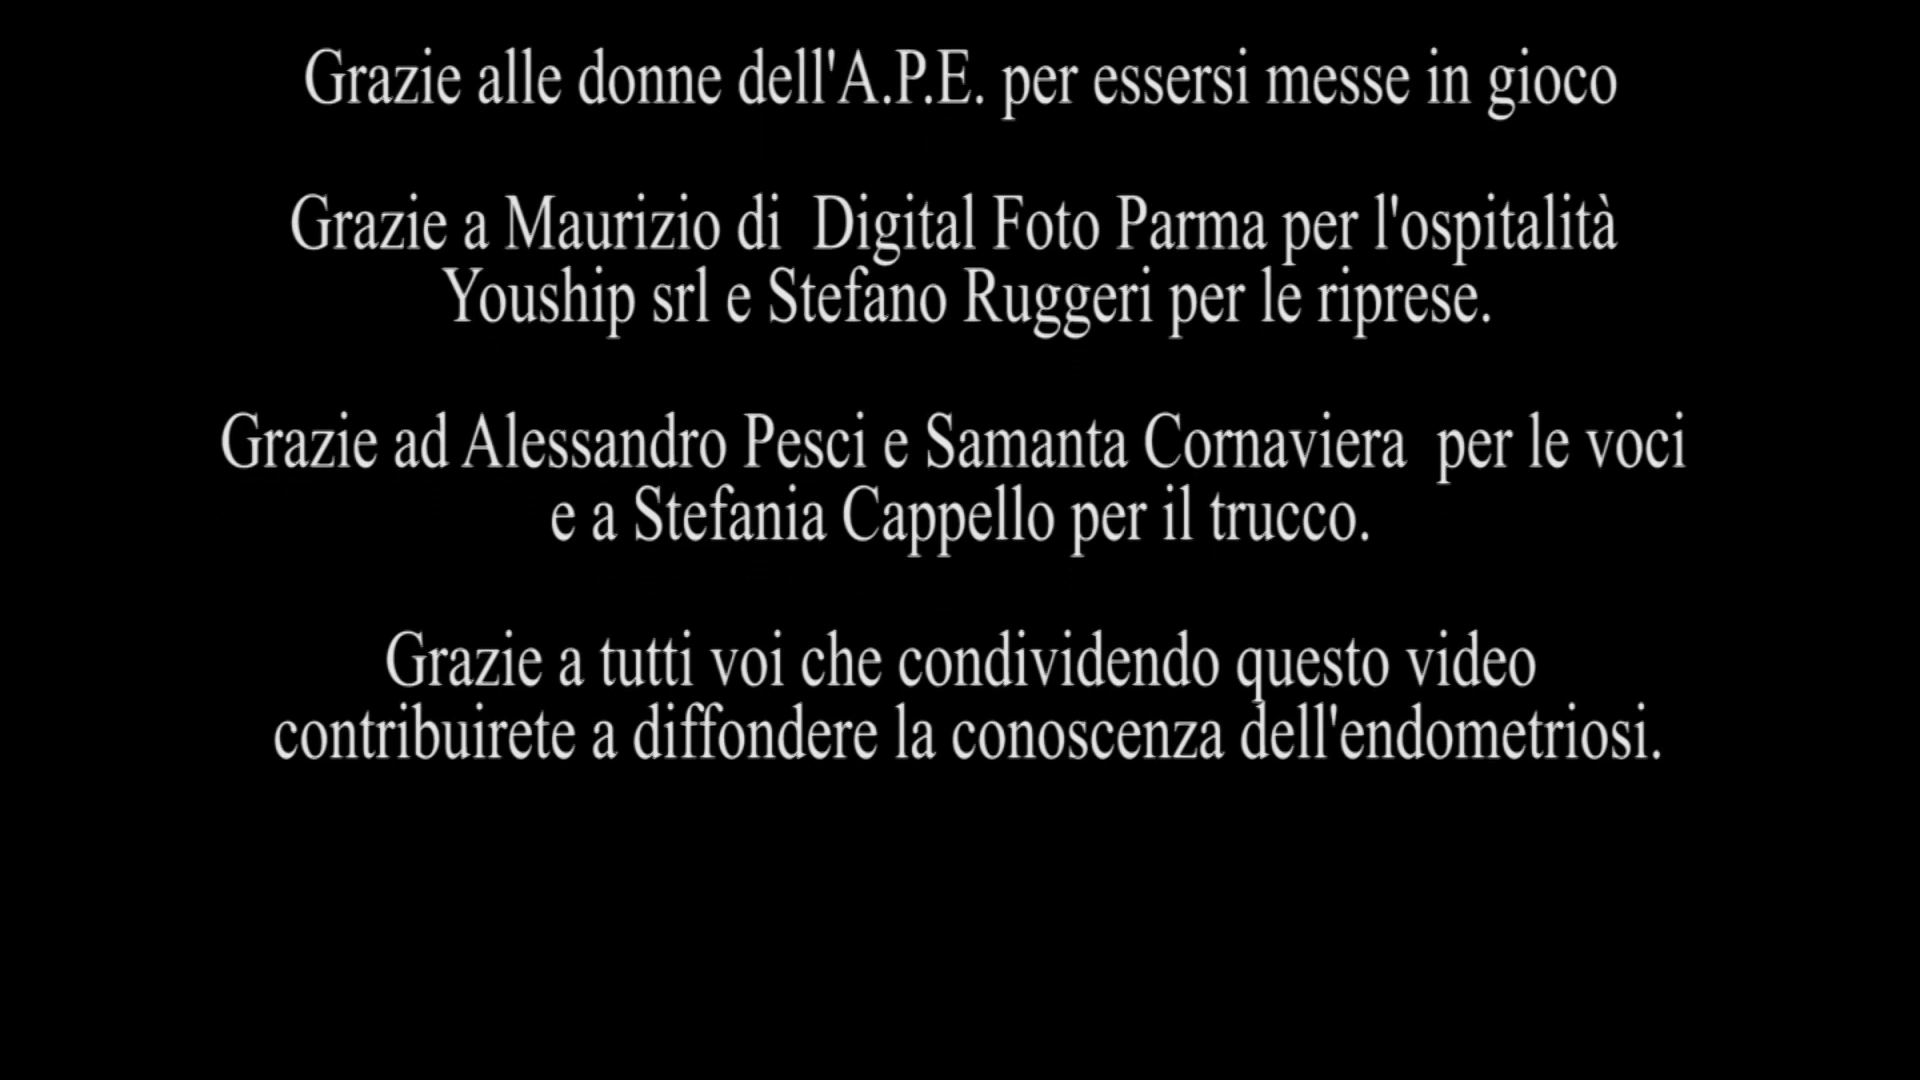 Grazie alle donne dell'A.P.E. per essersi messe in gioco
Grazie a Maurizio di  Digital Foto Parma per l'ospitalità
Youship srl e Stefano Ruggeri per le riprese.
Grazie ad Alessandro Pesci e Samanta Cornaviera  per le voci
e a Stefania Cappello per il trucco.
Grazie a tutti voi che condividendo questo video
contribuirete a diffondere la conoscenza dell'endometriosi.